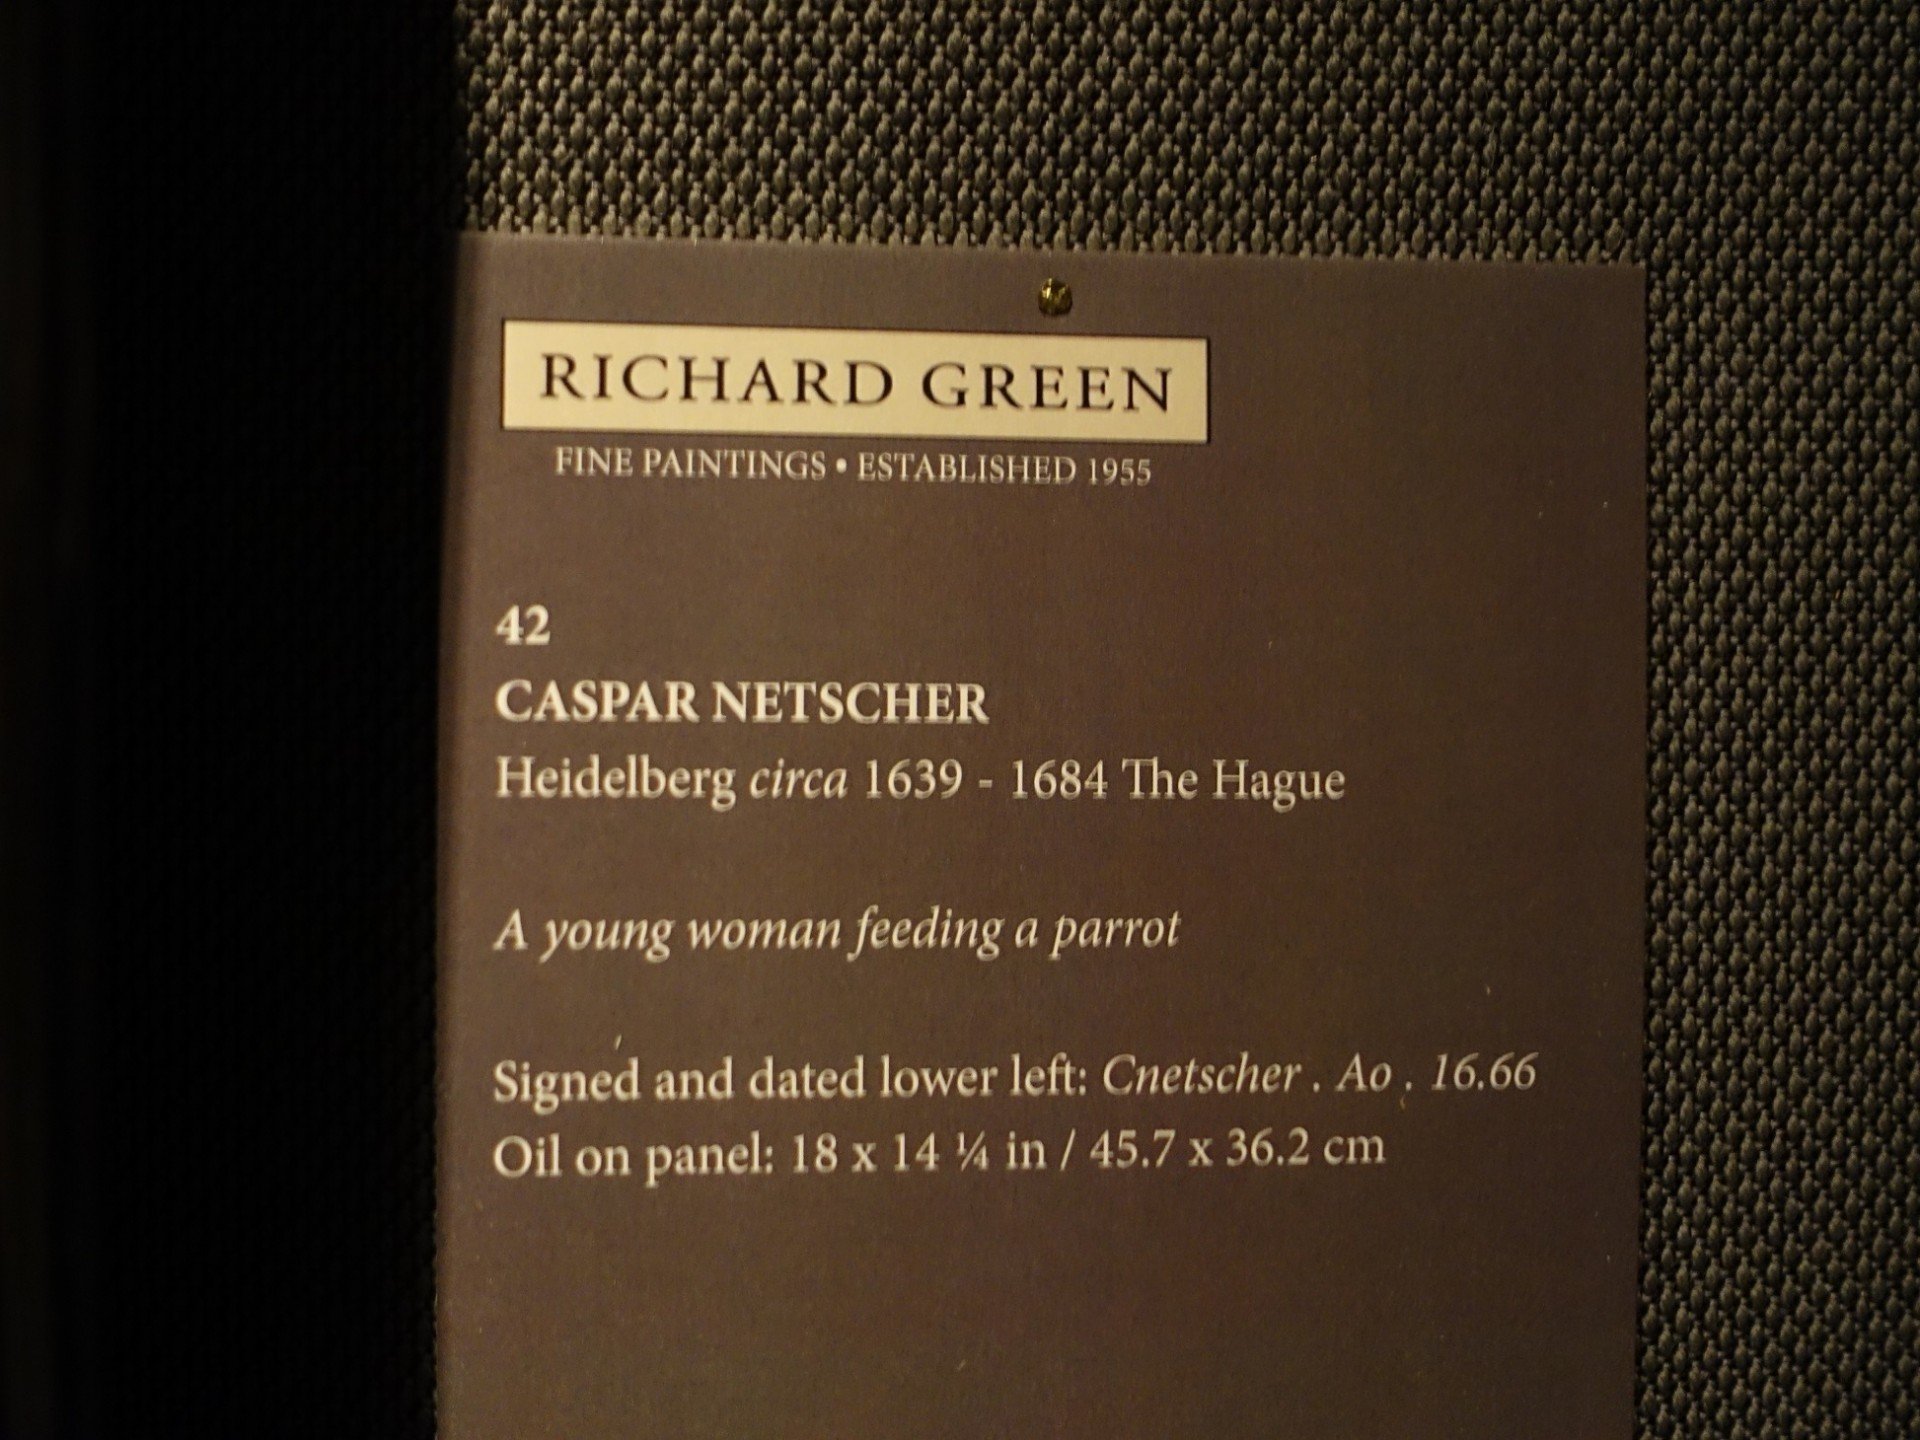 RICHARD GREEN
FINE PAINTINGS • ESTABLISHED 1955
42
CASPAR NETSCHER
Heidelberg circa 1639 - 1684 The Hague
A young woman feeding a parrot
Signed and dated lower left: Cnetscher . Ao . 16.66
Oil on panel: 18 x 14 ¼ in / 45.7 x 36.2 cm